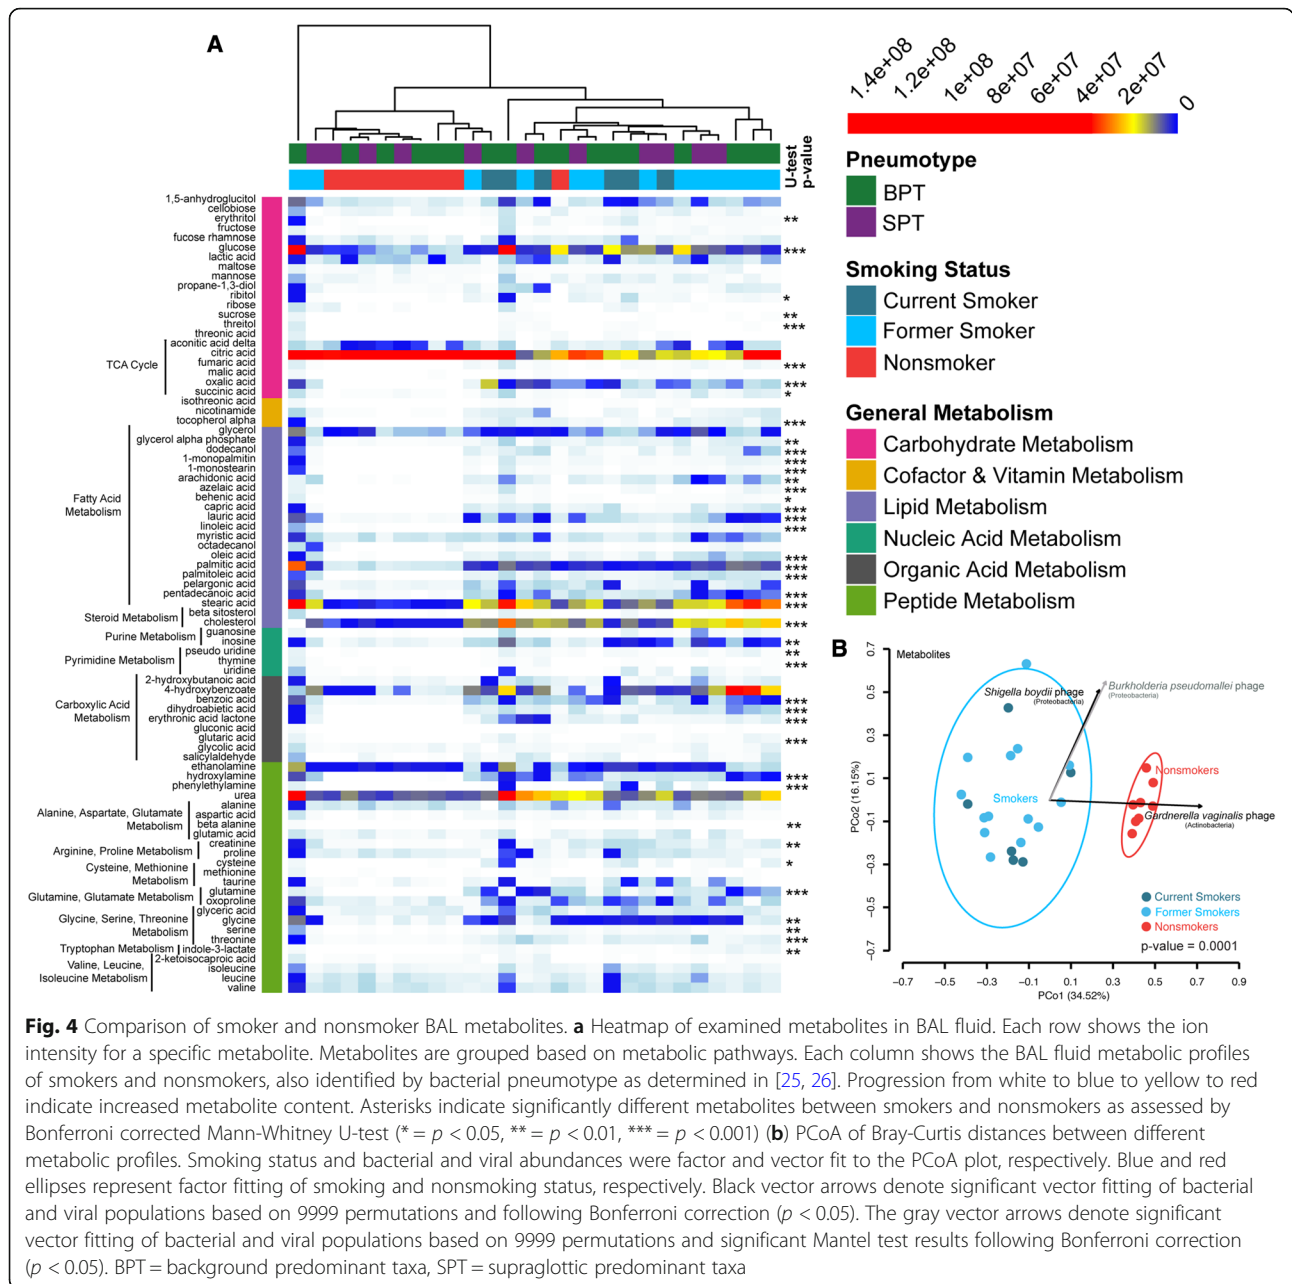 A
1.4e+08
1.2e+08
1e+08
8e+07
6e+07
4e+07
2e+07
0
U-test
p-value
Pneumotype
BPT
SPT
Smoking Status
Current Smoker
Former Smoker
Nonsmoker
General Metabolism
Carbohydrate Metabolism
Cofactor & Vitamin Metabolism
Lipid Metabolism
Nucleic Acid Metabolism
Organic Acid Metabolism
Peptide Metabolism
1,5-anhydroglucitol
cellobiose
erythritol **
fructose
fucose rhamnose
glucose ***
lactic acid
maltose
mannose
propane-1,3-diol
ribitol *
ribose
sucrose **
threitol ***
threonic acid
TCA Cycle
aconitic acid delta
citric acid
fumaric acid ***
malic acid
oxalic acid ***
succinic acid *
isothreonic acid
nicotinamide
tocopherol alpha ***
Fatty Acid
Metabolism
glycerol
glycerol alpha phosphate **
dodecanol ***
1-monopalmitin ***
1-monostearin ***
arachidonic acid **
azelaic acid ***
behenic acid *
capric acid ***
lauric acid ***
linoleic acid ***
myristic acid
octadecanol
oleic acid ***
palmitic acid ***
palmitoleic acid ***
pelargonic acid
pentadecanoic acid ***
stearic acid ***
Steroid Metabolism
beta sitosterol
cholesterol ***
Purine Metabolism
guanosine
inosine **
Pyrimidine Metabolism
pseudo uridine **
thymine ***
uridine
Carboxylic Acid
Metabolism
2-hydroxybutanoic acid
4-hydroxybenzoate
benzoic acid ***
dihydroabietic acid ***
erythronic acid lactone ***
gluconic acid
glutaric acid ***
glycolic acid
salicylaldehyde
ethanolamine
hydroxylamine ***
phenylethylamine ***
urea
Alanine, Aspartate, Glutamate
Metabolism
alanine
aspartic acid
beta alanine **
glutamic acid
Arginine, Proline Metabolism
creatinine **
proline
Cysteine, Methionine
Metabolism
cysteine *
methionine
taurine
Glutamine, Glutamate Metabolism
glutamine ***
oxoproline
Glycine, Serine, Threonine
Metabolism
glyceric acid
glycine **
serine **
threonine ***
Tryptophan Metabolism
indole-3-lactate **
Valine, Leucine,
Isoleucine Metabolism
2-ketoisocaproic acid
isoleucine
leucine
valine
B
Metabolites
0.7
0.5
0.3
0.1
−0.1
−0.3
−0.5
−0.7
PCo2 (16.15%)
Shigella boydii phage
(Proteobacteria)
Burkholderia pseudomallei phage
(Proteobacteria)
Nonsmokers
Smokers
Gardnerella vaginalis phage
(Actinobacteria)
Current Smokers
Former Smokers
Nonsmokers
p-value = 0.0001
−0.7 −0.5 −0.3 −0.1 0.1 0.3 0.5 0.7 0.9
PCo1 (34.52%)
Fig. 4 Comparison of smoker and nonsmoker BAL metabolites. a Heatmap of examined metabolites in BAL fluid. Each row shows the ion
intensity for a specific metabolite. Metabolites are grouped based on metabolic pathways. Each column shows the BAL fluid metabolic profiles
of smokers and nonsmokers, also identified by bacterial pneumotype as determined in [25, 26]. Progression from white to blue to yellow to red
indicate increased metabolite content. Asterisks indicate significantly different metabolites between smokers and nonsmokers as assessed by
Bonferroni corrected Mann-Whitney U-test (* = p < 0.05, ** = p < 0.01, *** = p < 0.001) (b) PCoA of Bray-Curtis distances between different
metabolic profiles. Smoking status and bacterial and viral abundances were factor and vector fit to the PCoA plot, respectively. Blue and red
ellipses represent factor fitting of smoking and nonsmoking status, respectively. Black vector arrows denote significant vector fitting of bacterial
and viral populations based on 9999 permutations and following Bonferroni correction (p < 0.05). The gray vector arrows denote significant
vector fitting of bacterial and viral populations based on 9999 permutations and significant Mantel test results following Bonferroni correction
(p < 0.05). BPT = background predominant taxa, SPT = supraglottic predominant taxa